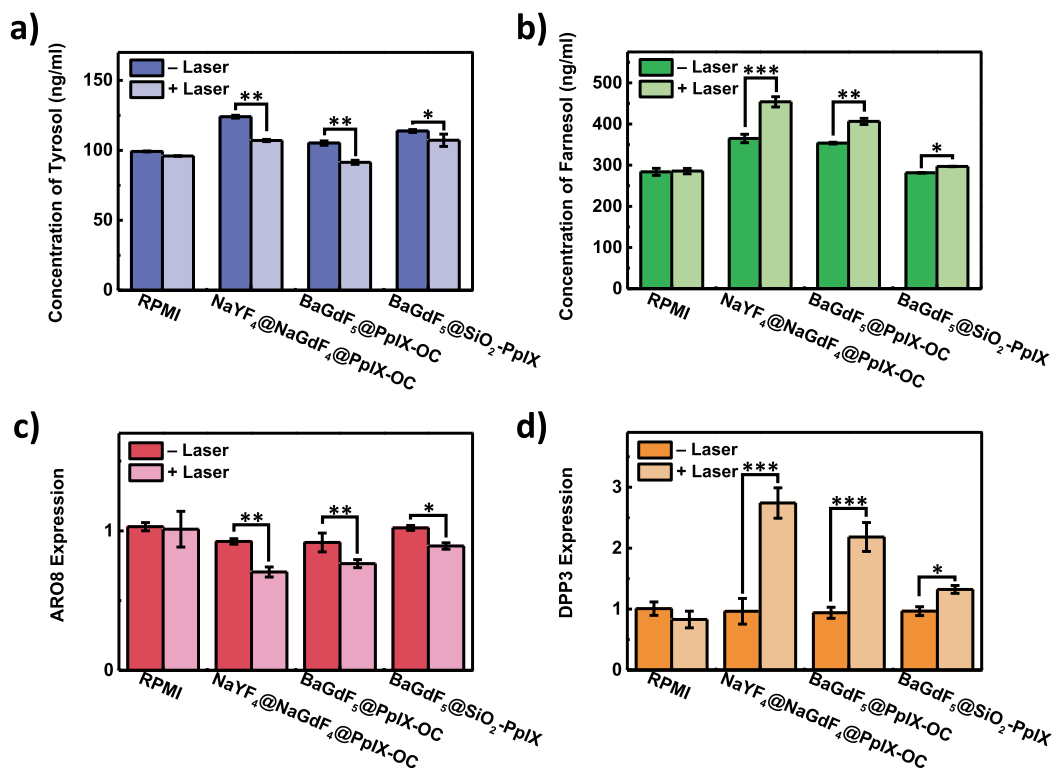 a)
Concentration of Tyrosol (ng/ml)
150
100
50
0
– Laser
+ Laser
**
**
*
RPMI
NaYF₄@NaGdF₄@PpIX-OC
BaGdF₅@PpIX-OC
BaGdF₅@SiO₂-PpIX
b)
Concentration of Farnesol (ng/ml)
500
400
300
200
100
0
– Laser
+ Laser
***
**
*
RPMI
NaYF₄@NaGdF₄@PpIX-OC
BaGdF₅@PpIX-OC
BaGdF₅@SiO₂-PpIX
c)
ARO8 Expression
1
0
– Laser
+ Laser
**
**
*
RPMI
NaYF₄@NaGdF₄@PpIX-OC
BaGdF₅@PpIX-OC
BaGdF₅@SiO₂-PpIX
d)
DPP3 Expression
3
2
1
0
– Laser
+ Laser
***
***
*
RPMI
NaYF₄@NaGdF₄@PpIX-OC
BaGdF₅@PpIX-OC
BaGdF₅@SiO₂-PpIX